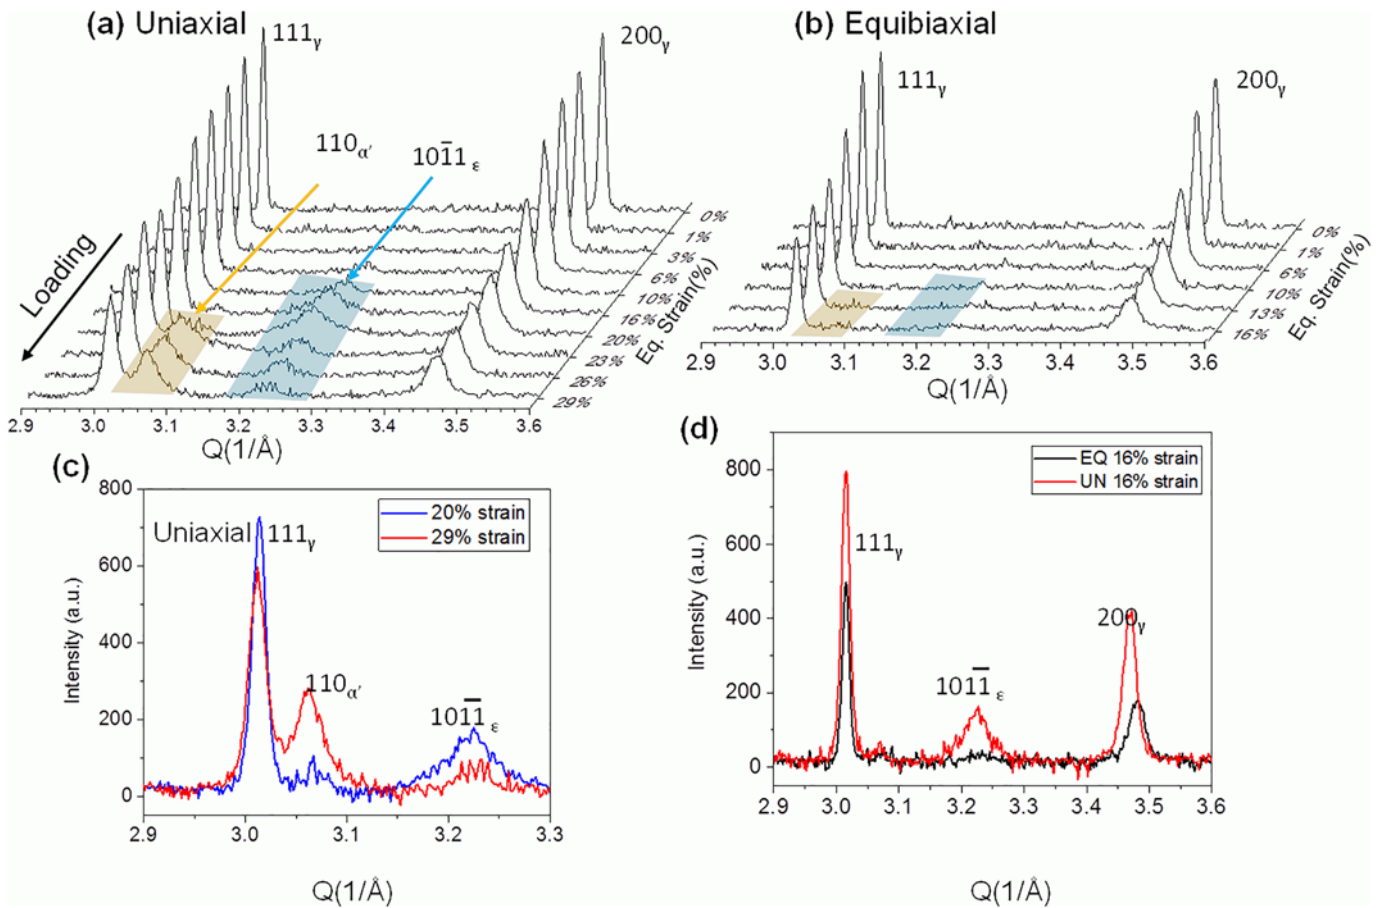 (a) Uniaxial
111γ
200γ
110α′
101̄1 ε
Loading
0%
1%
3%
6%
10%
16%
20%
23%
26%
29%
Eq. Strain(%)
2.9 3.0 3.1 3.2 3.3 3.4 3.5 3.6
Q(1/Å)
(b) Equibiaxial
111γ
200γ
0%
1%
6%
10%
13%
16%
Eq. Strain(%)
2.9 3.0 3.1 3.2 3.3 3.4 3.5 3.6
Q(1/Å)
(c)
Uniaxial
111γ
20% strain
29% strain
110α′
101̄1 ε
Intensity (a.u.)
800
600
400
200
0
2.9 3.0 3.1 3.2 3.3
Q(1/Å)
(d)
EQ 16% strain
UN 16% strain
111γ
101̄1 ε
200γ
Intensity (a.u.)
800
600
400
200
0
2.9 3.0 3.1 3.2 3.3 3.4 3.5 3.6
Q(1/Å)